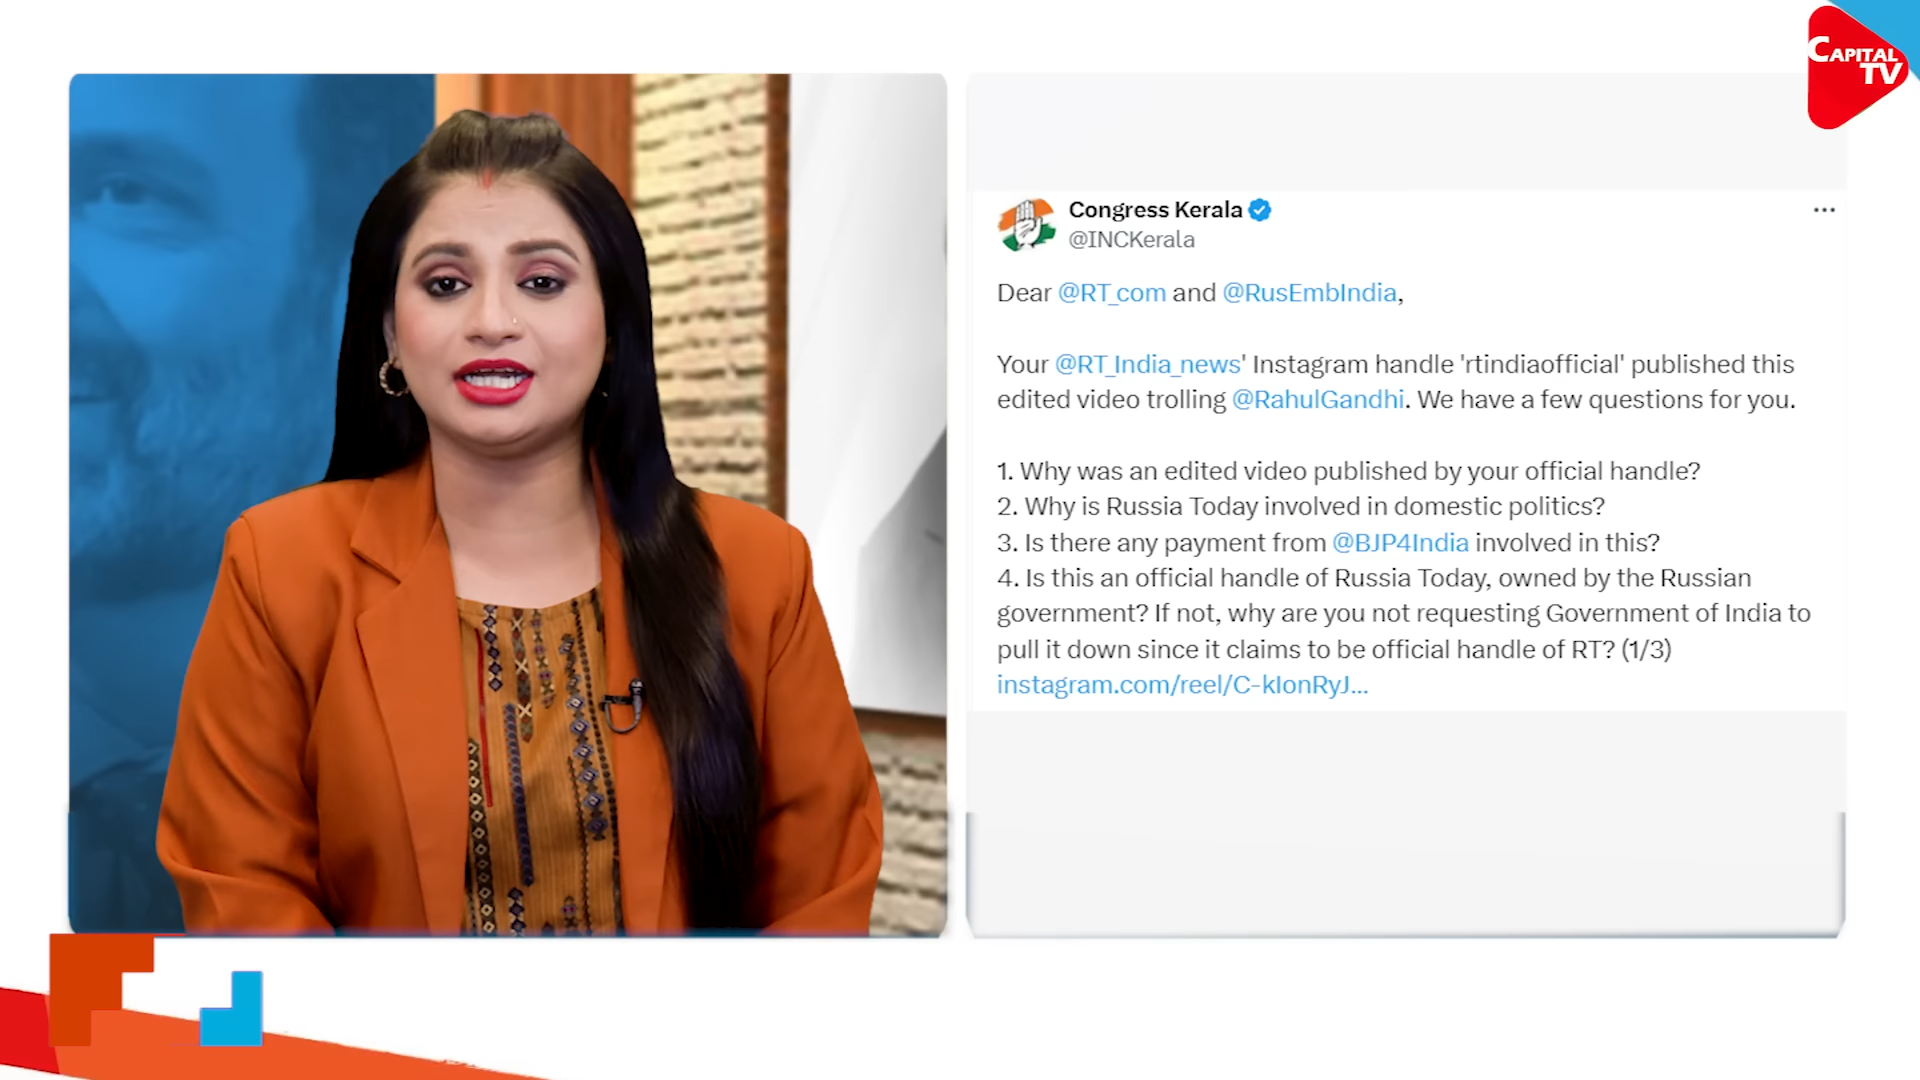 CAPITAL
TV
Congress Kerala
@INCKerala
Dear @RT_com and @RusEmbIndia,
Your @RT_India_news' Instagram handle 'rtindiaofficial' published this
edited video trolling @RahulGandhi. We have a few questions for you.
1. Why was an edited video published by your official handle?
2. Why is Russia Today involved in domestic politics?
3. Is there any payment from @BJP4India involved in this?
4. Is this an official handle of Russia Today, owned by the Russian
government? If not, why are you not requesting Government of India to
pull it down since it claims to be official handle of RT? (1/3)
instagram.com/reel/C-kIonRyJ...